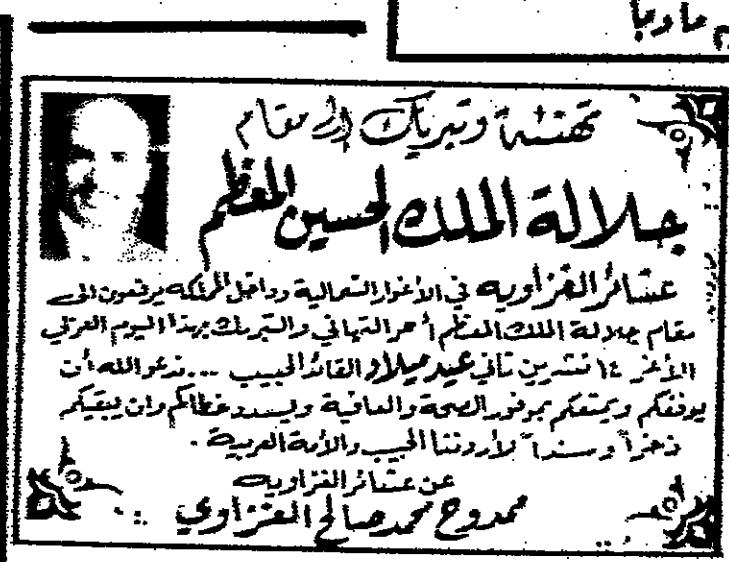 م مادبا
تهنئة وتبريك إلى مقام
جلالة الملك الحسين المعظم
عشائر الغزاوية في الأغوار الشمالية وداخل المملكة يرفعون إلى
مقام جلالة الملك المعظم أحر التهاني والتبريك بهذا اليوم العربي
الأغر ١٤ تشرين ثاني عيد ميلاد القائد الحبيب ... ندعو الله أن
يوفقكم ويمتعكم بموفور الصحة والعافية ويسدد خطاكم وان يبقيكم
ذخراً وسنداً لأردننا الحبيب والأمة العربية .
عن عشائر الغزاوية
ممدوح محمد صالح الغزاوي